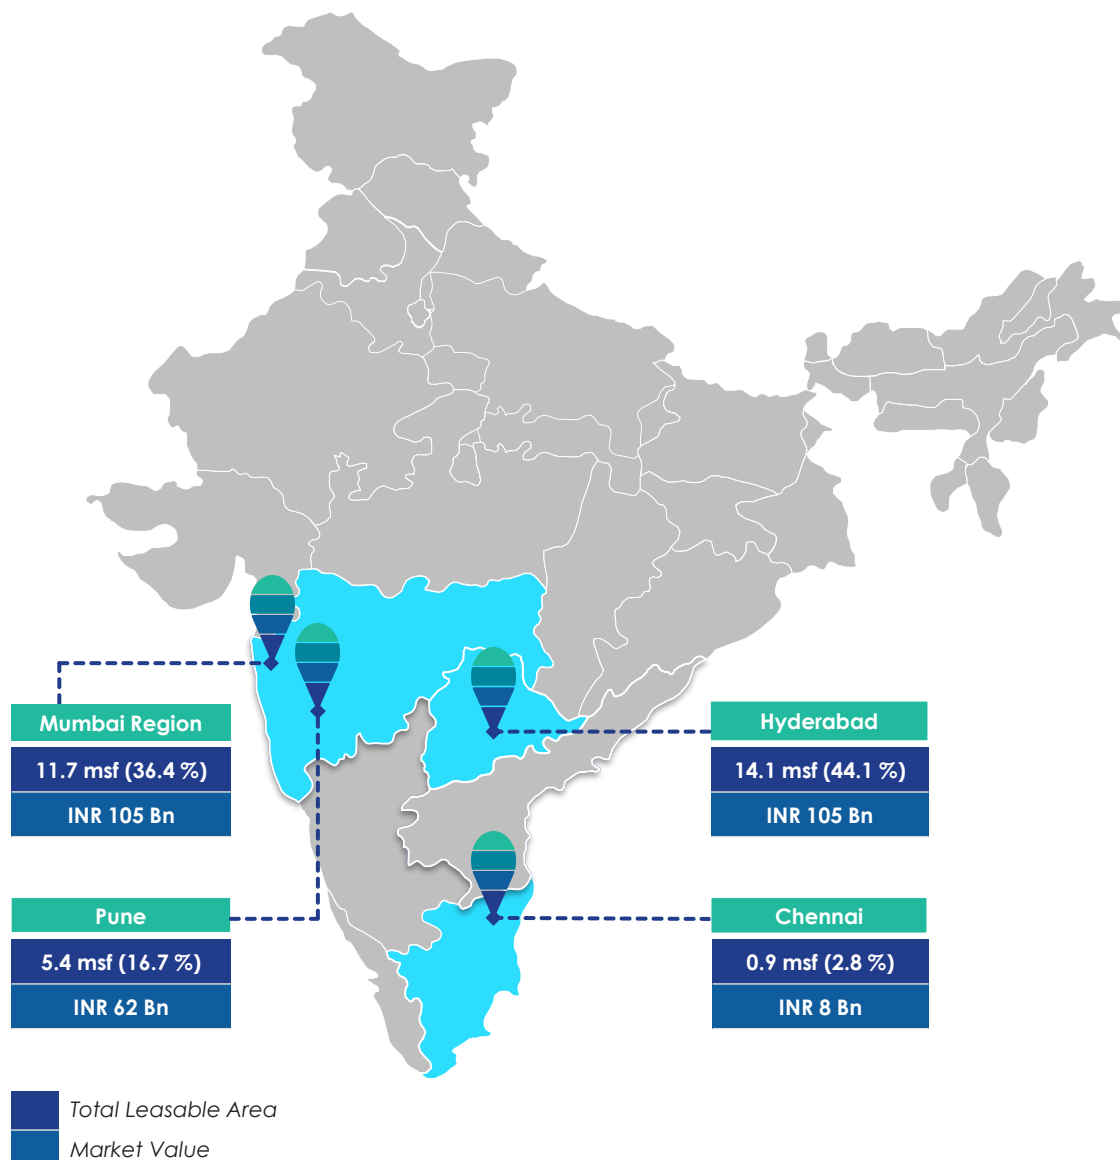 Mumbai Region
11.7 msf (36.4 %)
INR 105 Bn
Pune
5.4 msf (16.7 %)
INR 62 Bn
Hyderabad
14.1 msf (44.1 %)
INR 105 Bn
Chennai
0.9 msf (2.8 %)
INR 8 Bn
Total Leasable Area
Market Value